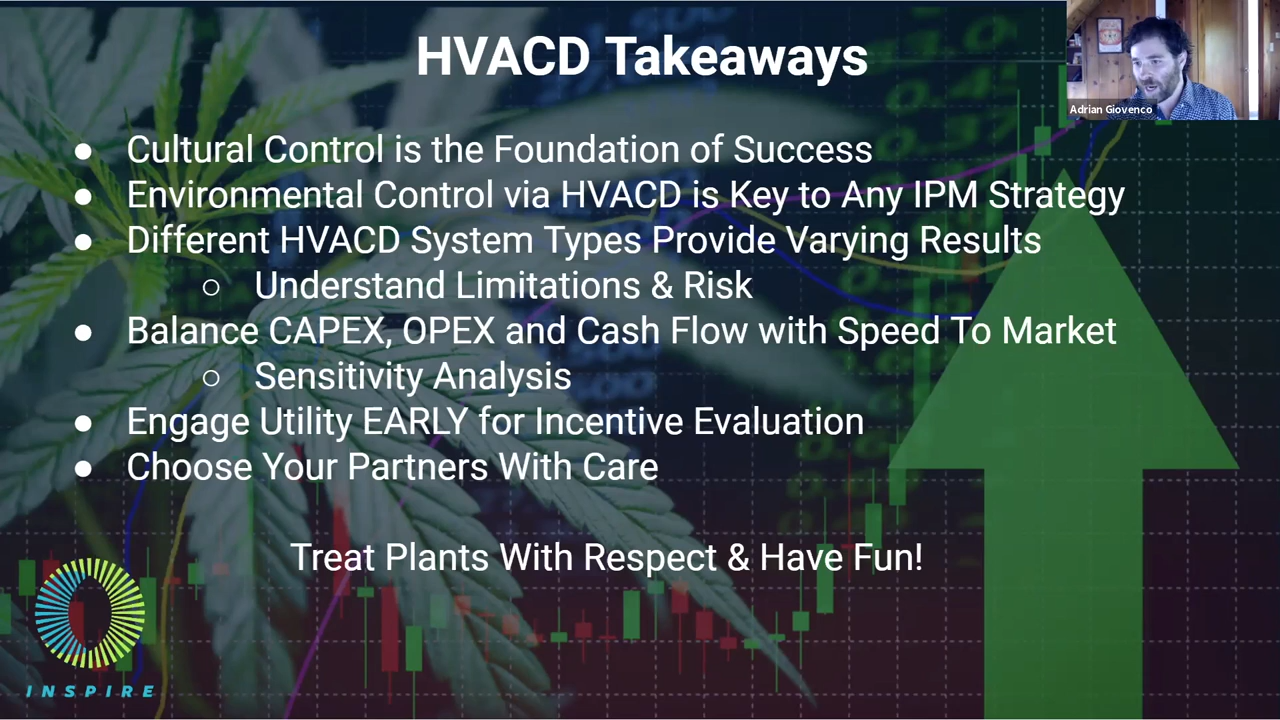 HVACD Takeaways
Adrian Giovenco
● Cultural Control is the Foundation of Success
● Environmental Control via HVACD is Key to Any IPM Strategy
● Different HVACD System Types Provide Varying Results
○ Understand Limitations & Risk
● Balance CAPEX, OPEX and Cash Flow with Speed To Market
○ Sensitivity Analysis
● Engage Utility EARLY for Incentive Evaluation
● Choose Your Partners With Care
Treat Plants With Respect & Have Fun!
INSPIRE